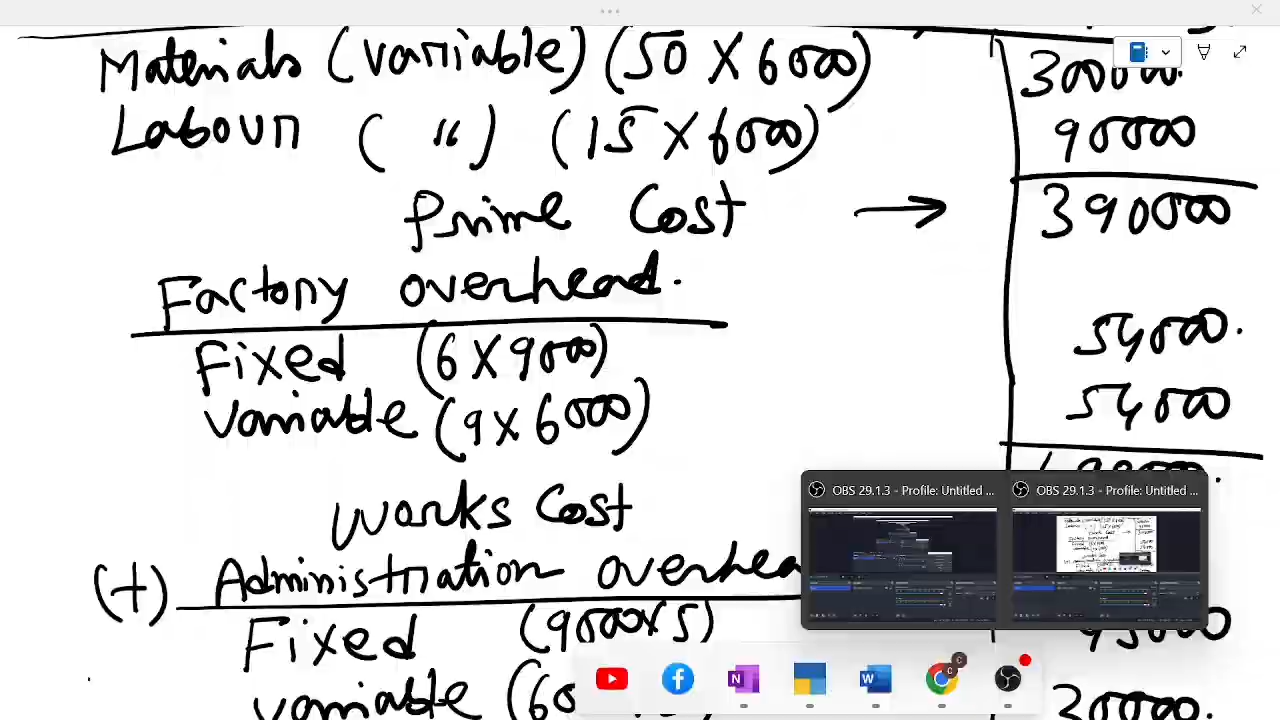 Materials (variable) (50 X 6000) 300000.
Labour ( " ) (15 X 6000) 90000
Prime Cost → 390000
Factory overhead.
Fixed (6 X 9000) 54000.
variable (9 X 6000) 54000
works Cost
OBS 29.1.3 - Profile: Untitled ...
OBS 29.1.3 - Profile: Untitled ...
(+) Administration
Fixed (9000 X 5) 45000
variable